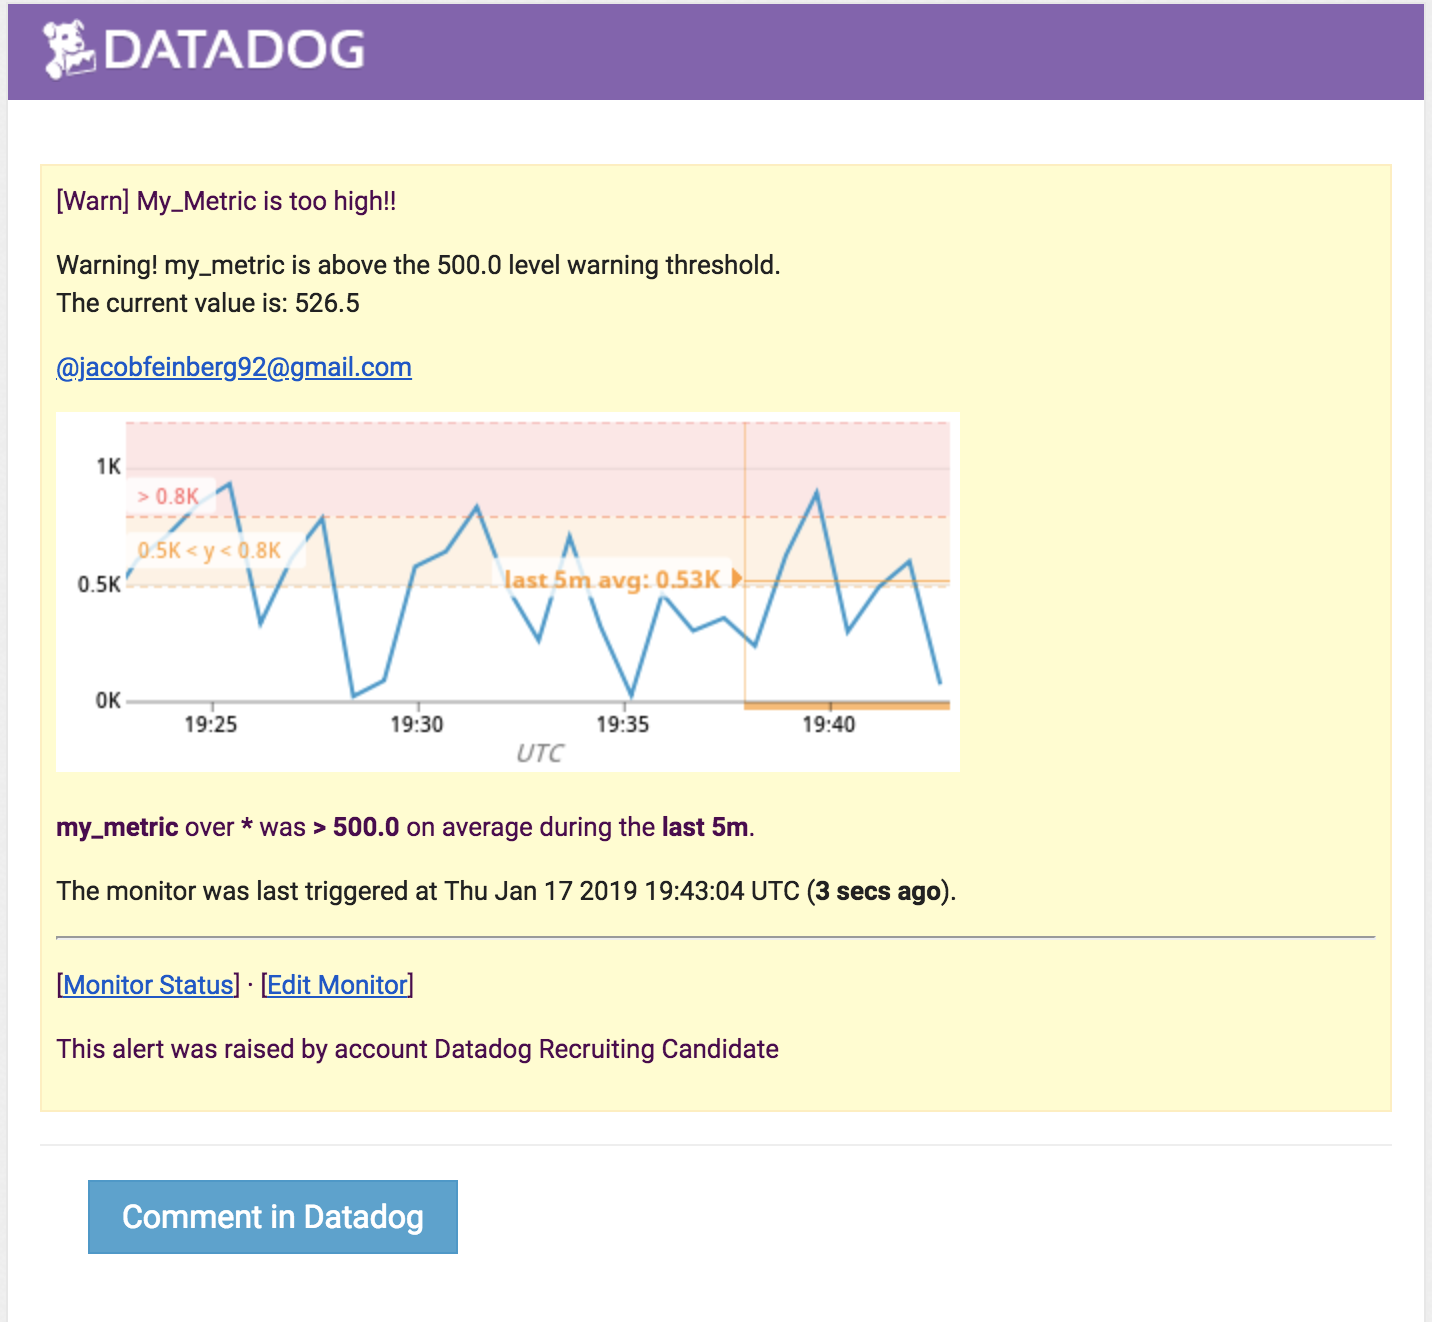 DATADOG
[Warn] My_Metric is too high!!
Warning! my_metric is above the 500.0 level warning threshold.
The current value is: 526.5
@jacobfeinberg92@gmail.com
1K
> 0.8K
0.5K < y < 0.8K
last 5m avg: 0.53K
0.5K
0K
19:25 19:30 19:35 19:40
UTC
my_metric over * was > 500.0 on average during the last 5m.
The monitor was last triggered at Thu Jan 17 2019 19:43:04 UTC (3 secs ago).
[Monitor Status] · [Edit Monitor]
This alert was raised by account Datadog Recruiting Candidate
Comment in Datadog